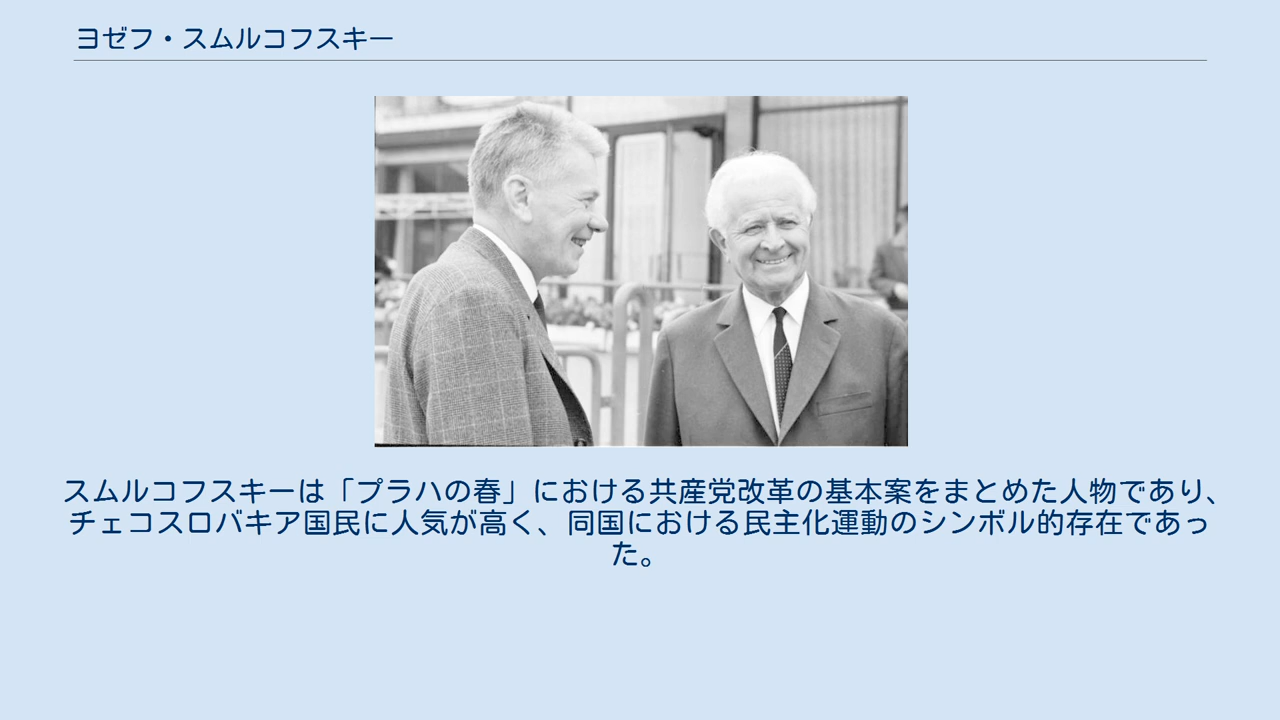 ヨゼフ・スムルコフスキー
スムルコフスキーは「プラハの春」における共産党改革の基本案をまとめた人物であり、
チェコスロバキア国民に人気が高く、同国における民主化運動のシンボル的存在であっ
た。